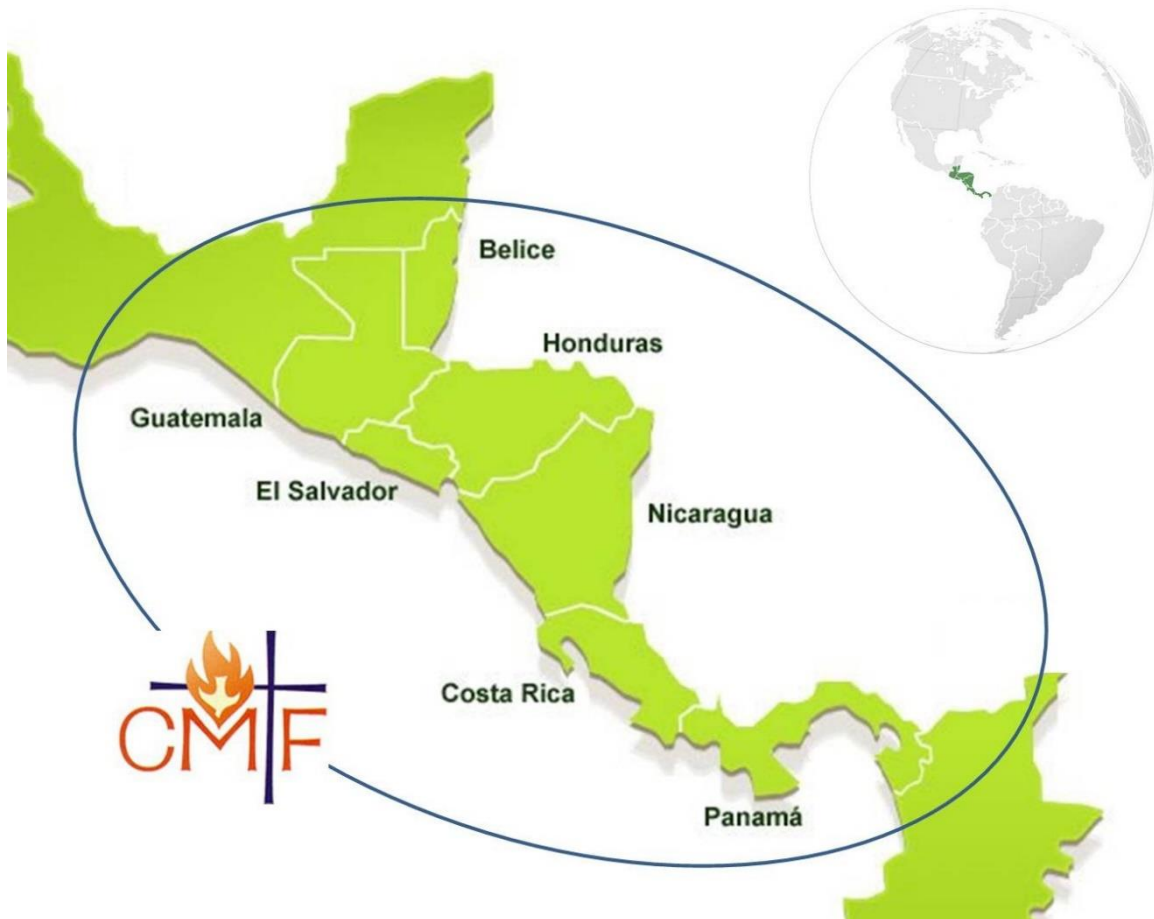 Belice
Honduras
Guatemala
El Salvador
Nicaragua
Costa Rica
CMF
Panamá